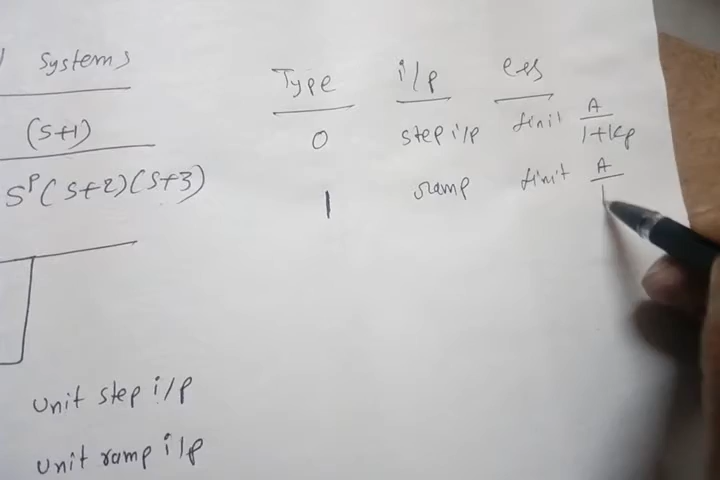 systems
(s+1)
S^P (s+2)(s+3)
Type i/p ess
0 step i/p finit A/1+Kp
1 ramp finit A/
unit step i/p
unit ramp i/p